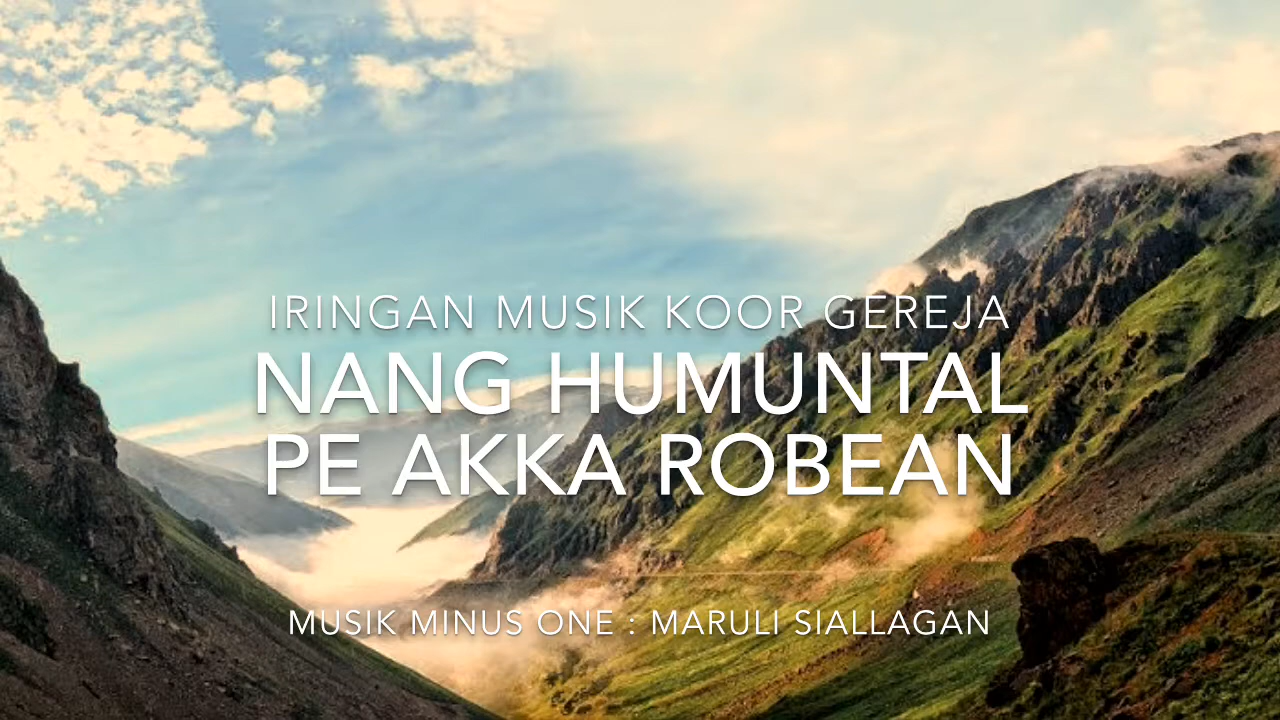 IRINGAN MUSIK KOOR GEREJA
NANG HUMUNTAL
PE AKKA ROBEAN
MUSIK MINUS ONE : MARULI SIALLAGAN